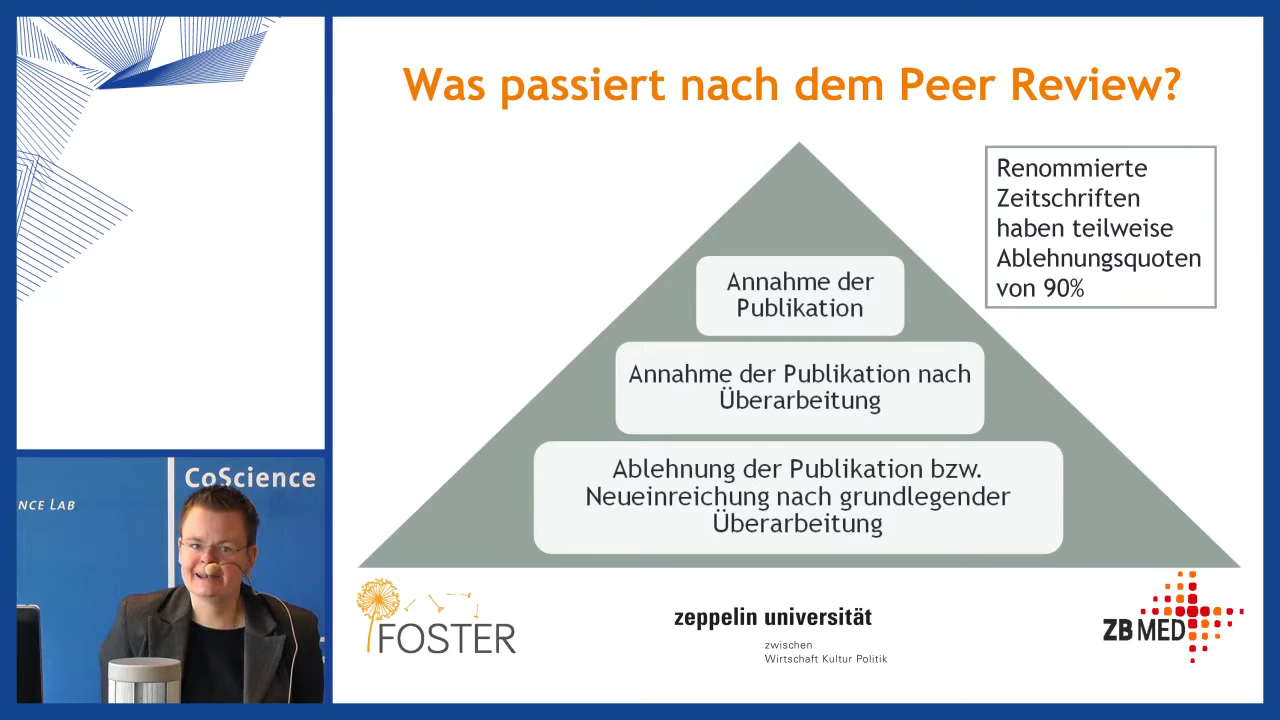 Was passiert nach dem Peer Review?
Renommierte
Zeitschriften
haben teilweise
Ablehnungsquoten
von 90%
Annahme der
Publikation
Annahme der Publikation nach
Überarbeitung
Ablehnung der Publikation bzw.
Neueinreichung nach grundlegender
Überarbeitung
CoScience
NCE LAB
FOSTER
zeppelin universität
zwischen
Wirtschaft Kultur Politik
ZB MED